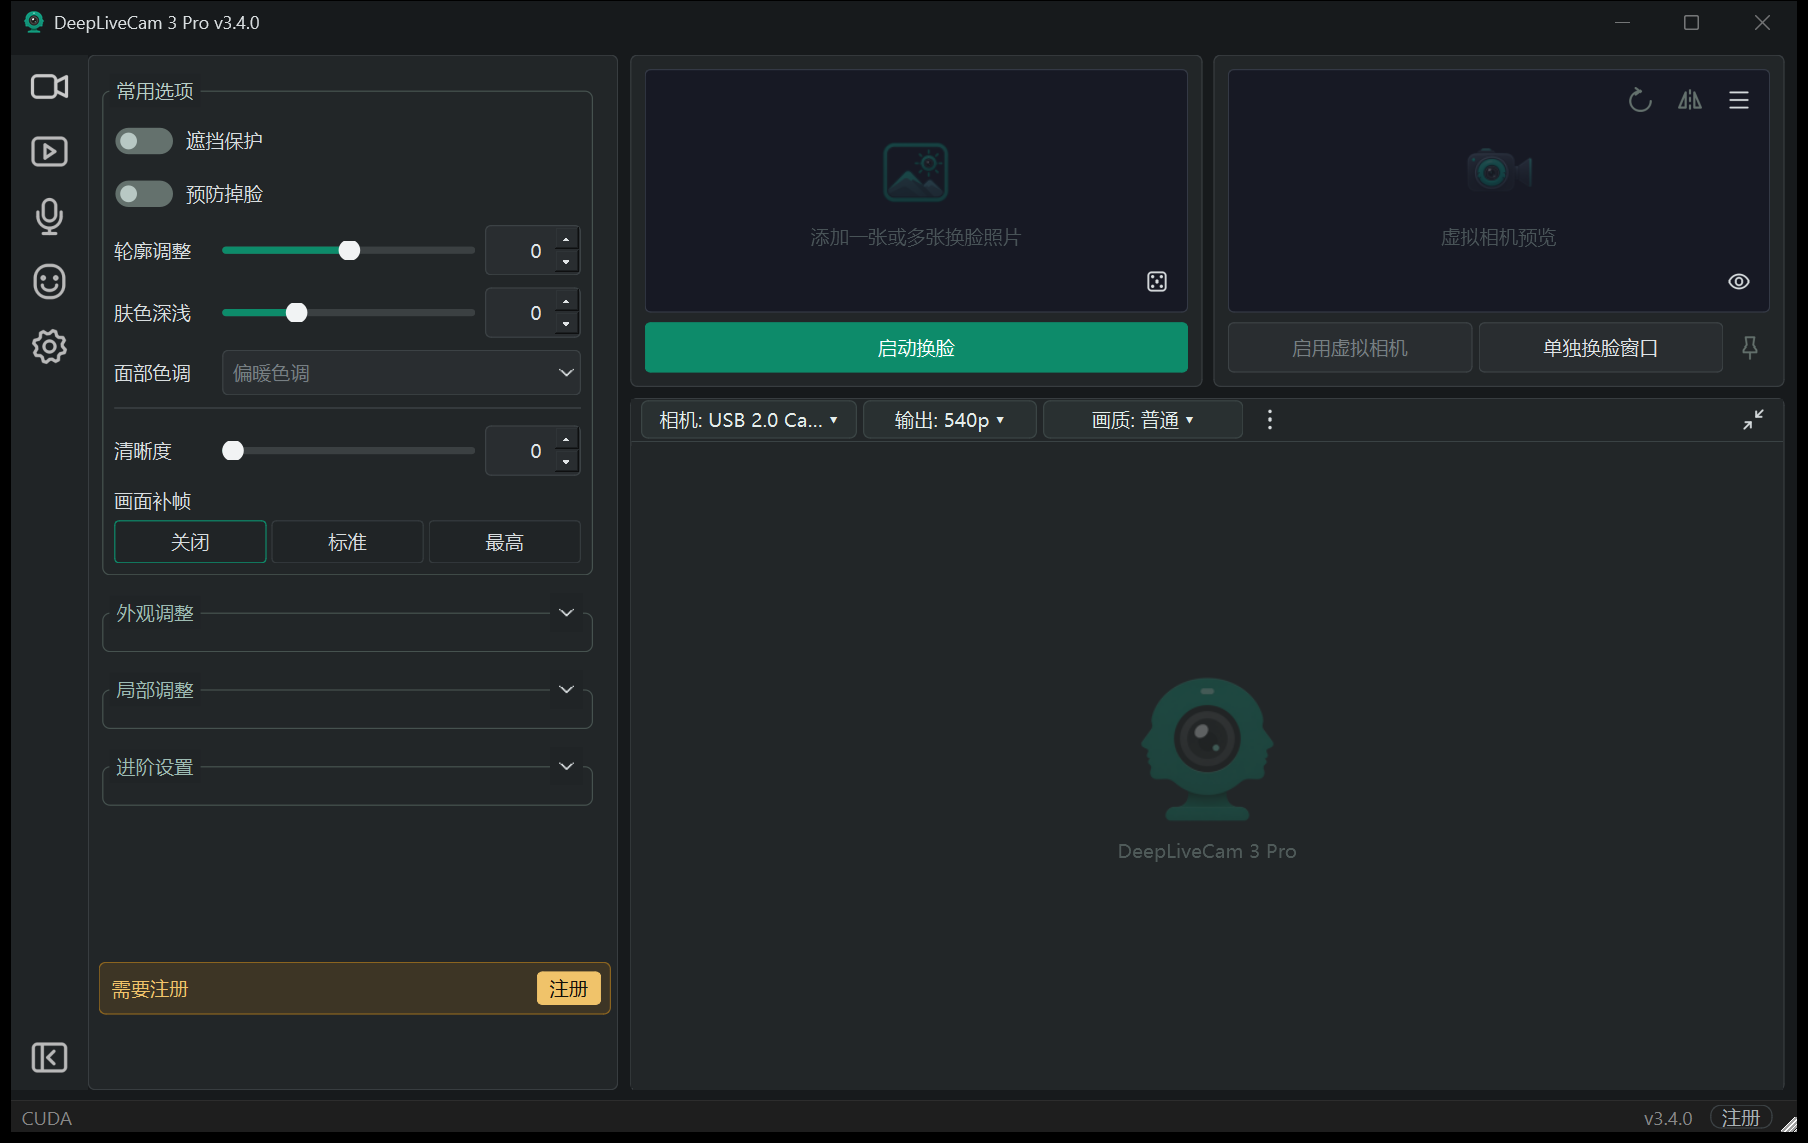 DeepLiveCam 3 Pro v3.4.0
常用选项
遮挡保护
预防掉脸
轮廓调整 0
肤色深浅 0
面部色调 偏暖色调
清晰度 0
画面补帧
关闭 标准 最高
外观调整
局部调整
进阶设置
需要注册 注册
添加一张或多张换脸照片
启动换脸
虚拟相机预览
启用虚拟相机 单独换脸窗口
相机: USB 2.0 Ca... 输出: 540p 画质: 普通
DeepLiveCam 3 Pro
CUDA v3.4.0 注册